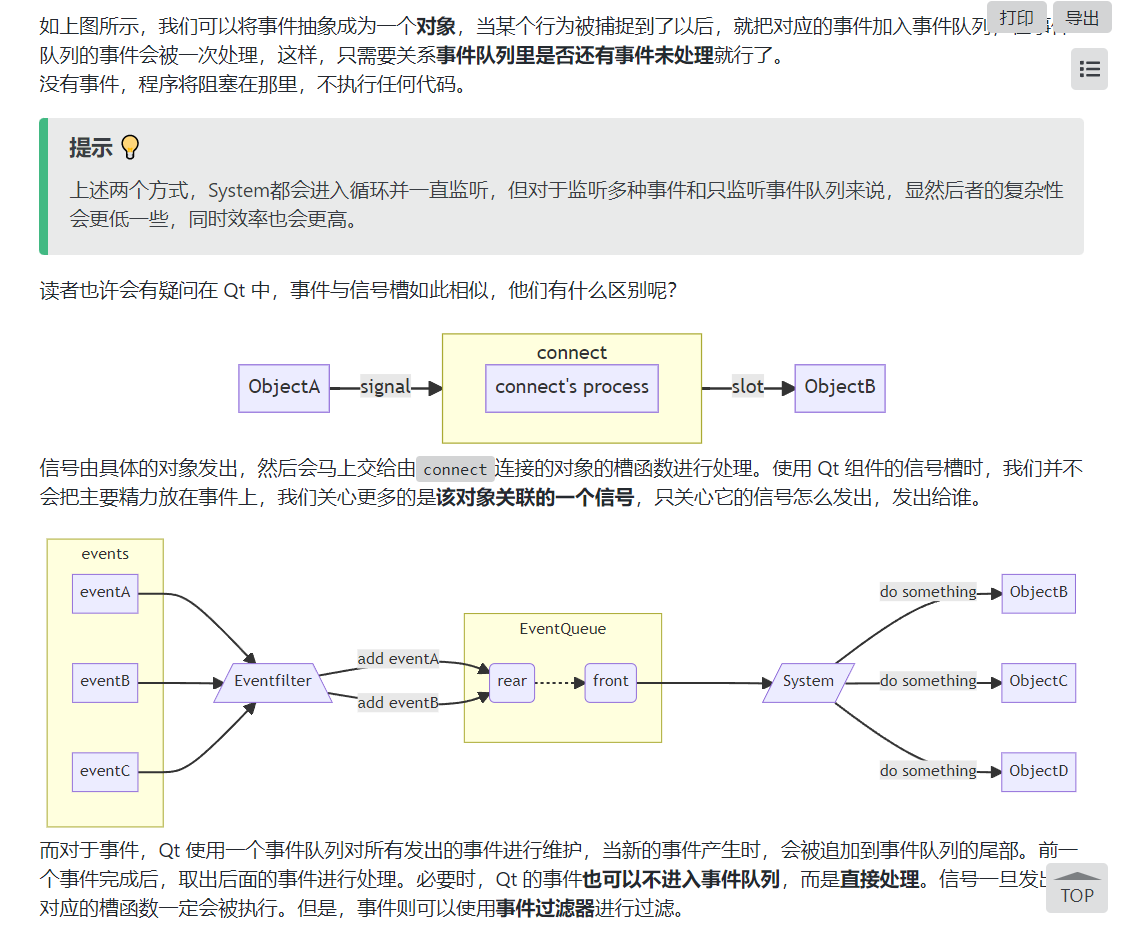 打印
导出
如上图所示，我们可以将事件抽象成为一个对象，当某个行为被捕捉到了以后，就把对应的事件加入事件队列，在事件
队列的事件会被一次处理，这样，只需要关系事件队列里是否还有事件未处理就行了。
没有事件，程序将阻塞在那里，不执行任何代码。
提示💡
上述两个方式，System都会进入循环并一直监听，但对于监听多种事件和只监听事件队列来说，显然后者的复杂性
会更低一些，同时效率也会更高。
读者也许会有疑问在 Qt 中，事件与信号槽如此相似，他们有什么区别呢？
connect
ObjectA
signal
connect's process
slot
ObjectB
信号由具体的对象发出，然后会马上交给由 connect 连接的对象的槽函数进行处理。使用 Qt 组件的信号槽时，我们并不
会把主要精力放在事件上，我们关心更多的是该对象关联的一个信号，只关心它的信号怎么发出，发出给谁。
events
eventA
eventB
eventC
Eventfilter
add eventA
add eventB
EventQueue
rear
front
System
do something
ObjectB
do something
ObjectC
do something
ObjectD
而对于事件，Qt 使用一个事件队列对所有发出的事件进行维护，当新的事件产生时，会被追加到事件队列的尾部。前一
个事件完成后，取出后面的事件进行处理。必要时，Qt 的事件也可以不进入事件队列，而是直接处理。信号一旦发出
对应的槽函数一定会被执行。但是，事件则可以使用事件过滤器进行过滤。
TOP